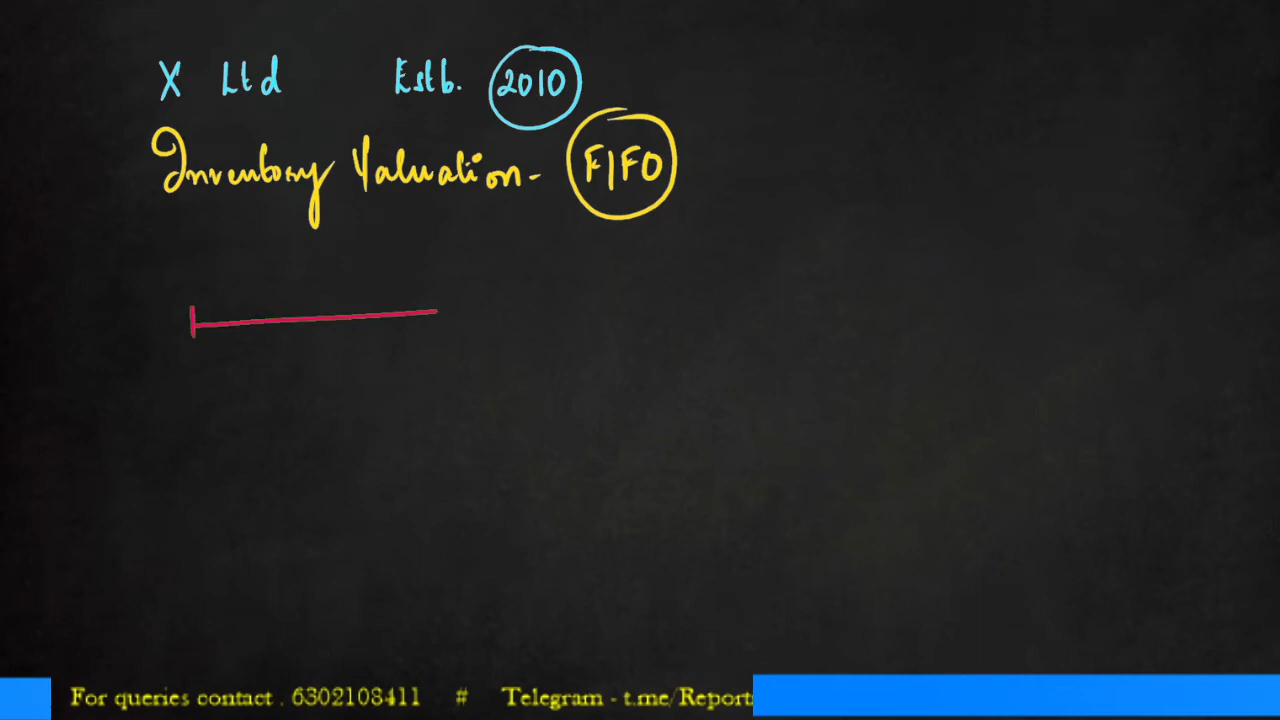 X Ltd Estb. 2010
Inventory Valuation - FIFO
For queries contact . 6302108411 # Telegram - t.me/Report